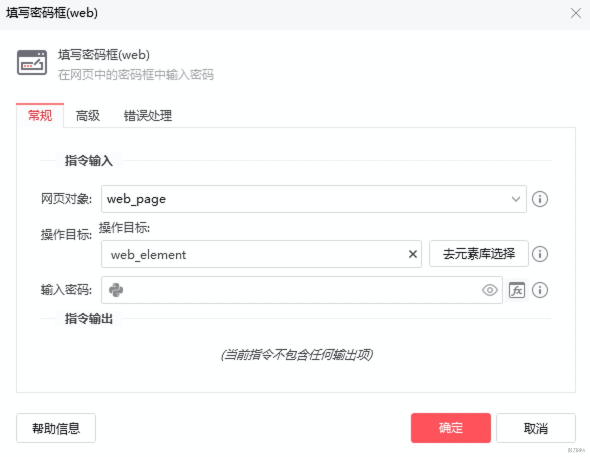 填写密码框(web)
填写密码框(web)
在网页中的密码框中输入密码
常规 高级 错误处理
指令输入
网页对象: web_page
操作目标: 操作目标:
web_element 去元素库选择
输入密码: fx
指令输出
(当前指令不包含任何输出项)
帮助信息 确定 取消